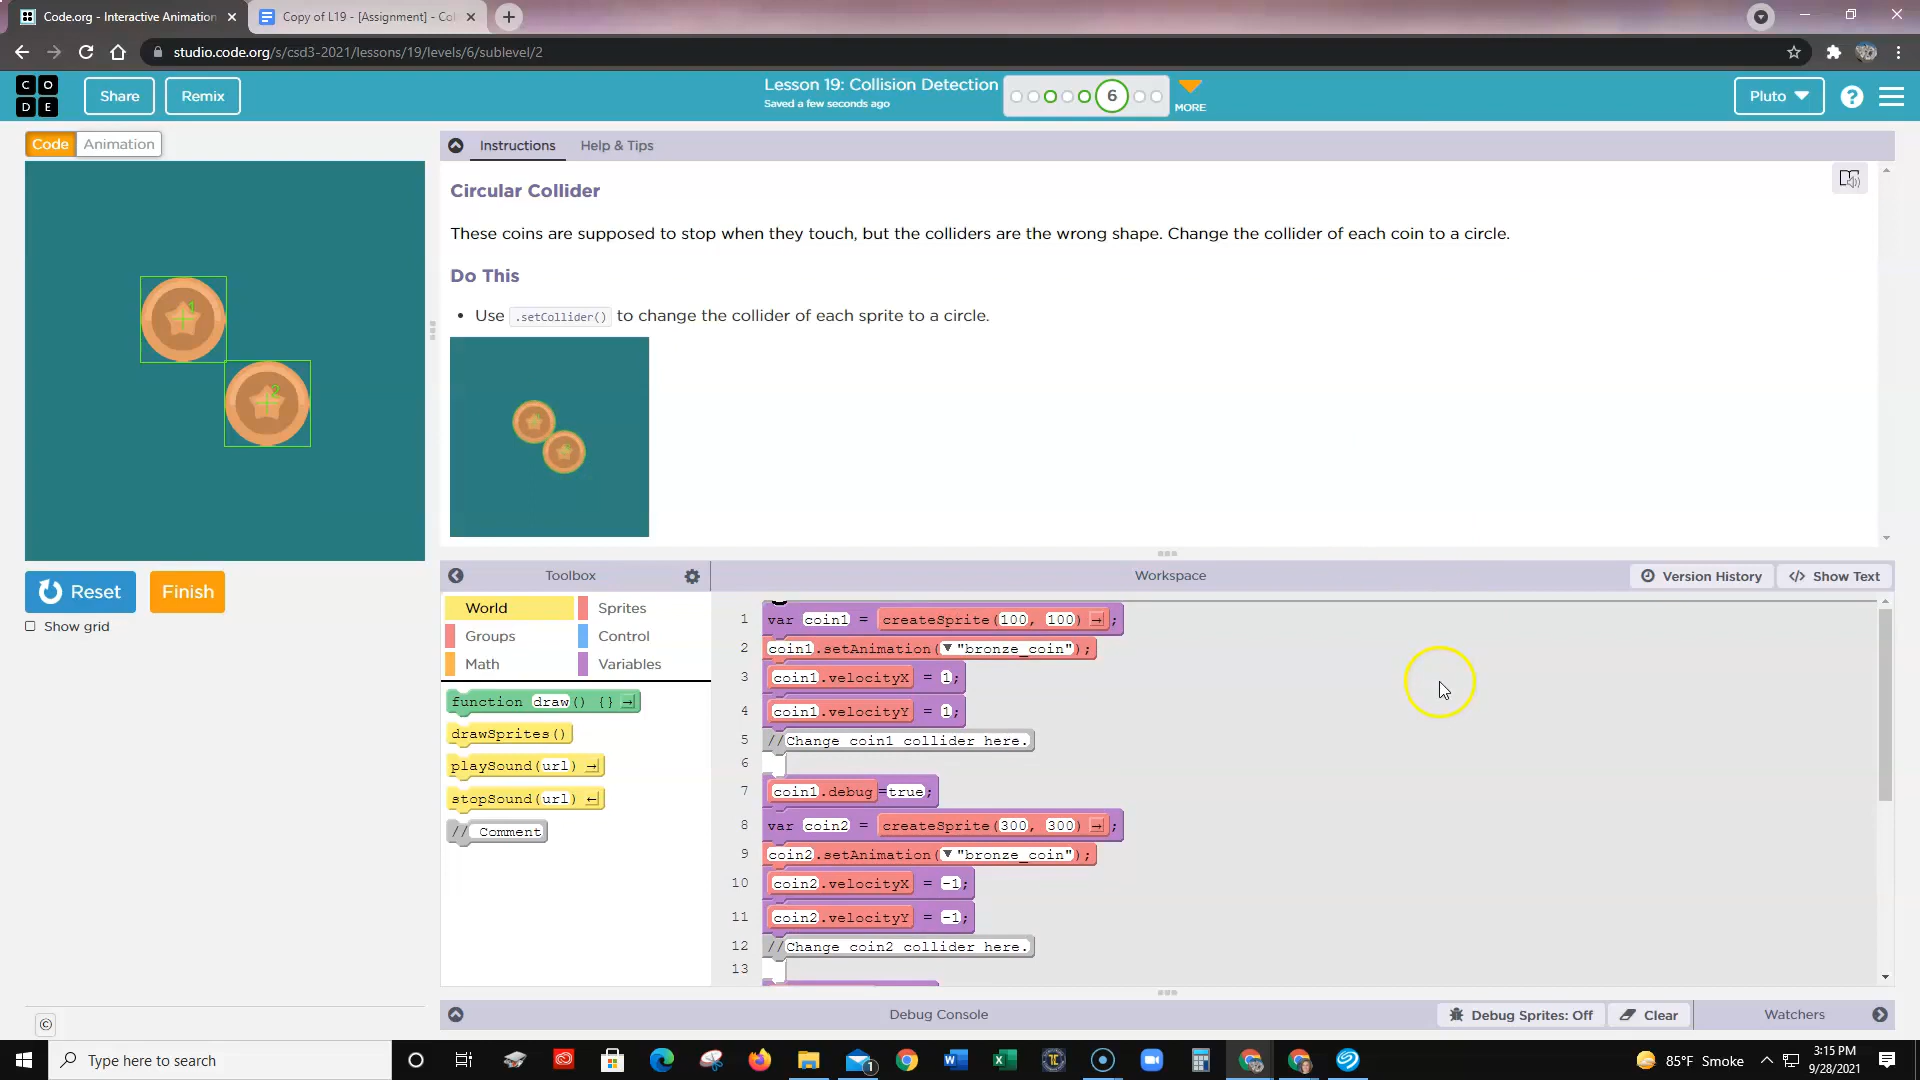 Code.org - Interactive Animation
Copy of L19 - [Assignment] - Col
studio.code.org/s/csd3-2021/lessons/19/levels/6/sublevel/2
C O
D E
Share
Remix
Lesson 19: Collision Detection
Saved a few seconds ago
6
MORE
Pluto
?
Code
Animation
Instructions
Help & Tips
Circular Collider
These coins are supposed to stop when they touch, but the colliders are the wrong shape. Change the collider of each coin to a circle.
Do This
• Use .setCollider() to change the collider of each sprite to a circle.
1
2
Reset
Finish
Show grid
Toolbox
Workspace
Version History
Show Text
World
Sprites
Groups
Control
Math
Variables
function draw() {}
drawSprites()
playSound(url)
stopSound(url)
// Comment
1 var coin1 = createSprite(100, 100);
2 coin1.setAnimation("bronze_coin");
3 coin1.velocityX = 1;
4 coin1.velocityY = 1;
5 //Change coin1 collider here.
6
7 coin1.debug=true;
8 var coin2 = createSprite(300, 300);
9 coin2.setAnimation("bronze_coin");
10 coin2.velocityX = -1;
11 coin2.velocityY = -1;
12 //Change coin2 collider here.
13
©
Debug Console
Debug Sprites: Off
Clear
Watchers
Type here to search
1
85°F Smoke
3:15 PM
9/28/2021